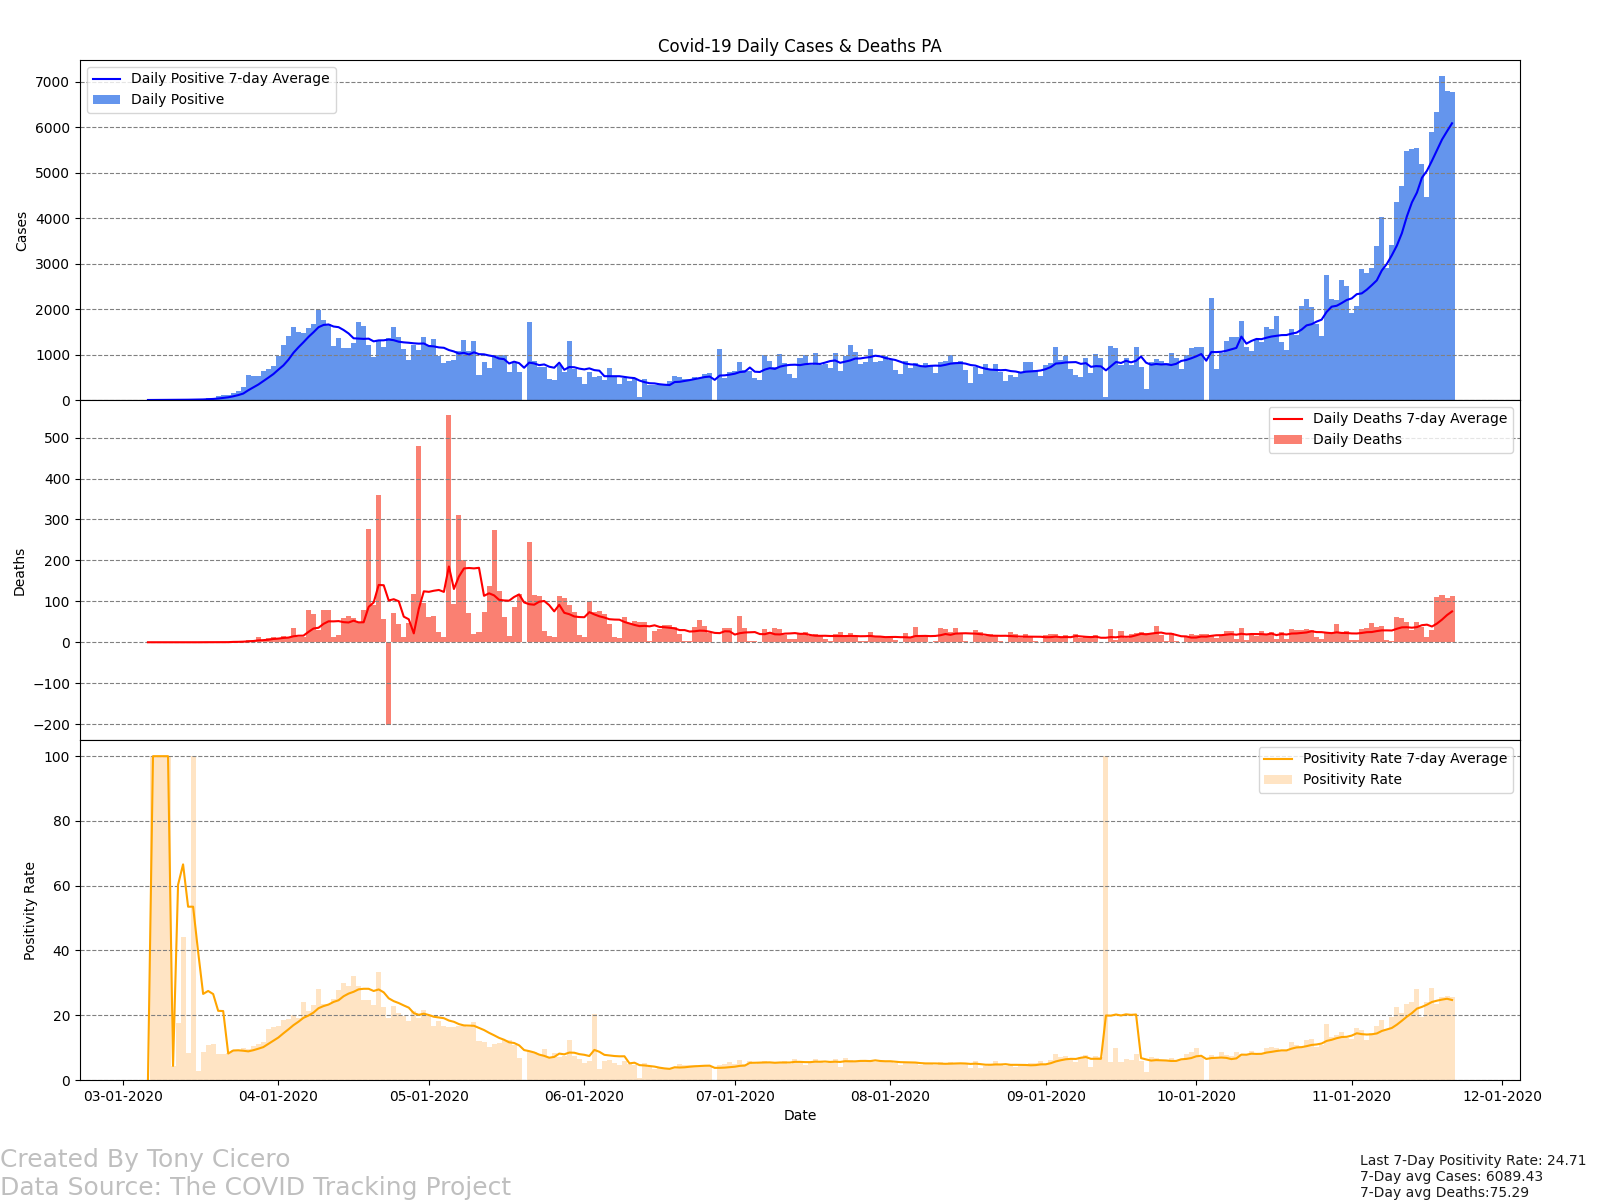 Covid-19 Daily Cases & Deaths PA
Daily Positive 7-day Average
Daily Positive
7000
6000
5000
4000
3000
2000
1000
0
Cases
Daily Deaths 7-day Average
Daily Deaths
500
400
300
200
100
0
−100
−200
Deaths
Positivity Rate 7-day Average
Positivity Rate
100
80
60
40
20
0
Positivity Rate
03-01-2020 04-01-2020 05-01-2020 06-01-2020 07-01-2020 08-01-2020 09-01-2020 10-01-2020 11-01-2020 12-01-2020
Date
Created By Tony Cicero
Data Source: The COVID Tracking Project
Last 7-Day Positivity Rate: 24.71
7-Day avg Cases: 6089.43
7-Day avg Deaths:75.29